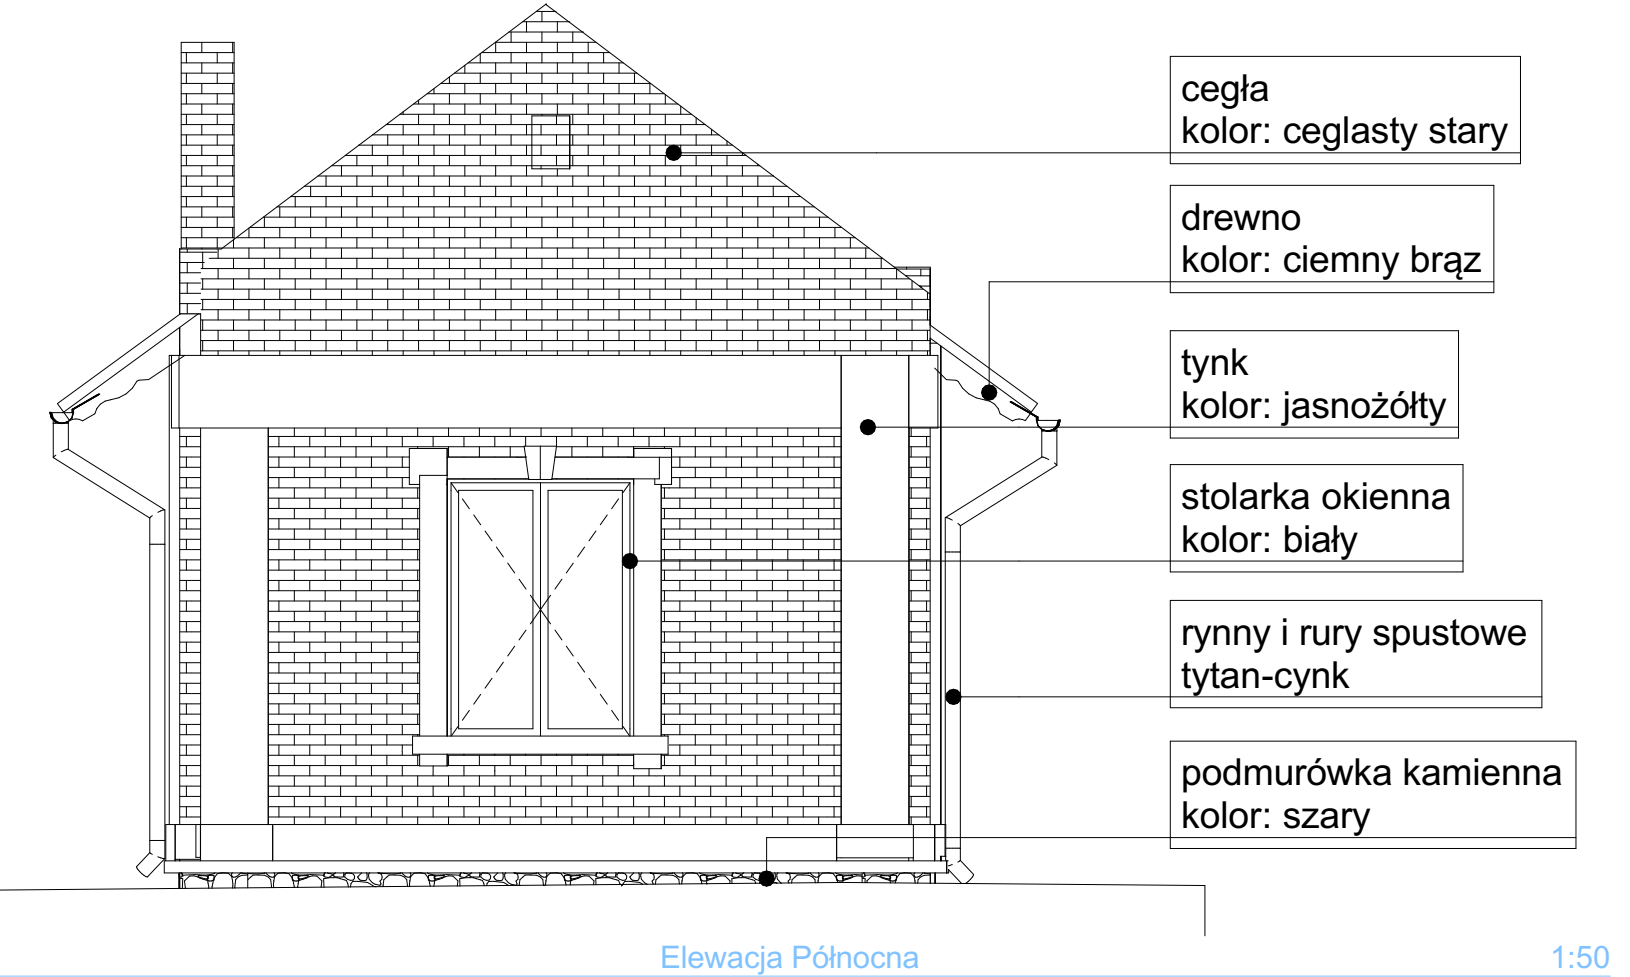 cegła
kolor: ceglasty stary
drewno
kolor: ciemny brąz
tynk
kolor: jasnożółty
stolarka okienna
kolor: biały
rynny i rury spustowe
tytan-cynk
podmurówka kamienna
kolor: szary
Elewacja Północna
1:50